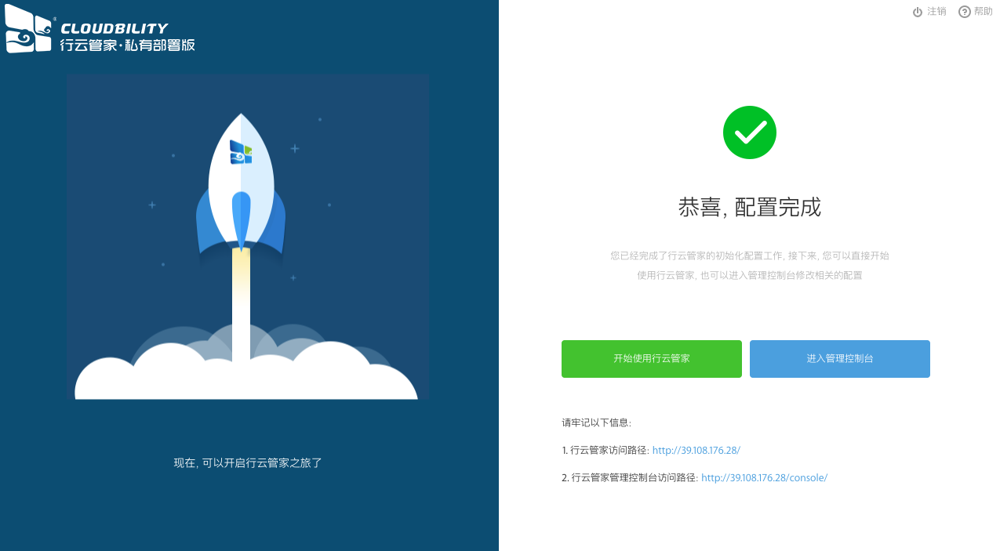 CLOUDBILITY
行云管家·私有部署版
现在, 可以开启行云管家之旅了
注销
帮助
恭喜, 配置完成
您已经完成了行云管家的初始化配置工作, 接下来, 您可以直接开始
使用行云管家, 也可以进入管理控制台修改相关的配置
开始使用行云管家
进入管理控制台
请牢记以下信息:
1. 行云管家访问路径: http://39.108.176.28/
2. 行云管家管理控制台访问路径: http://39.108.176.28/console/